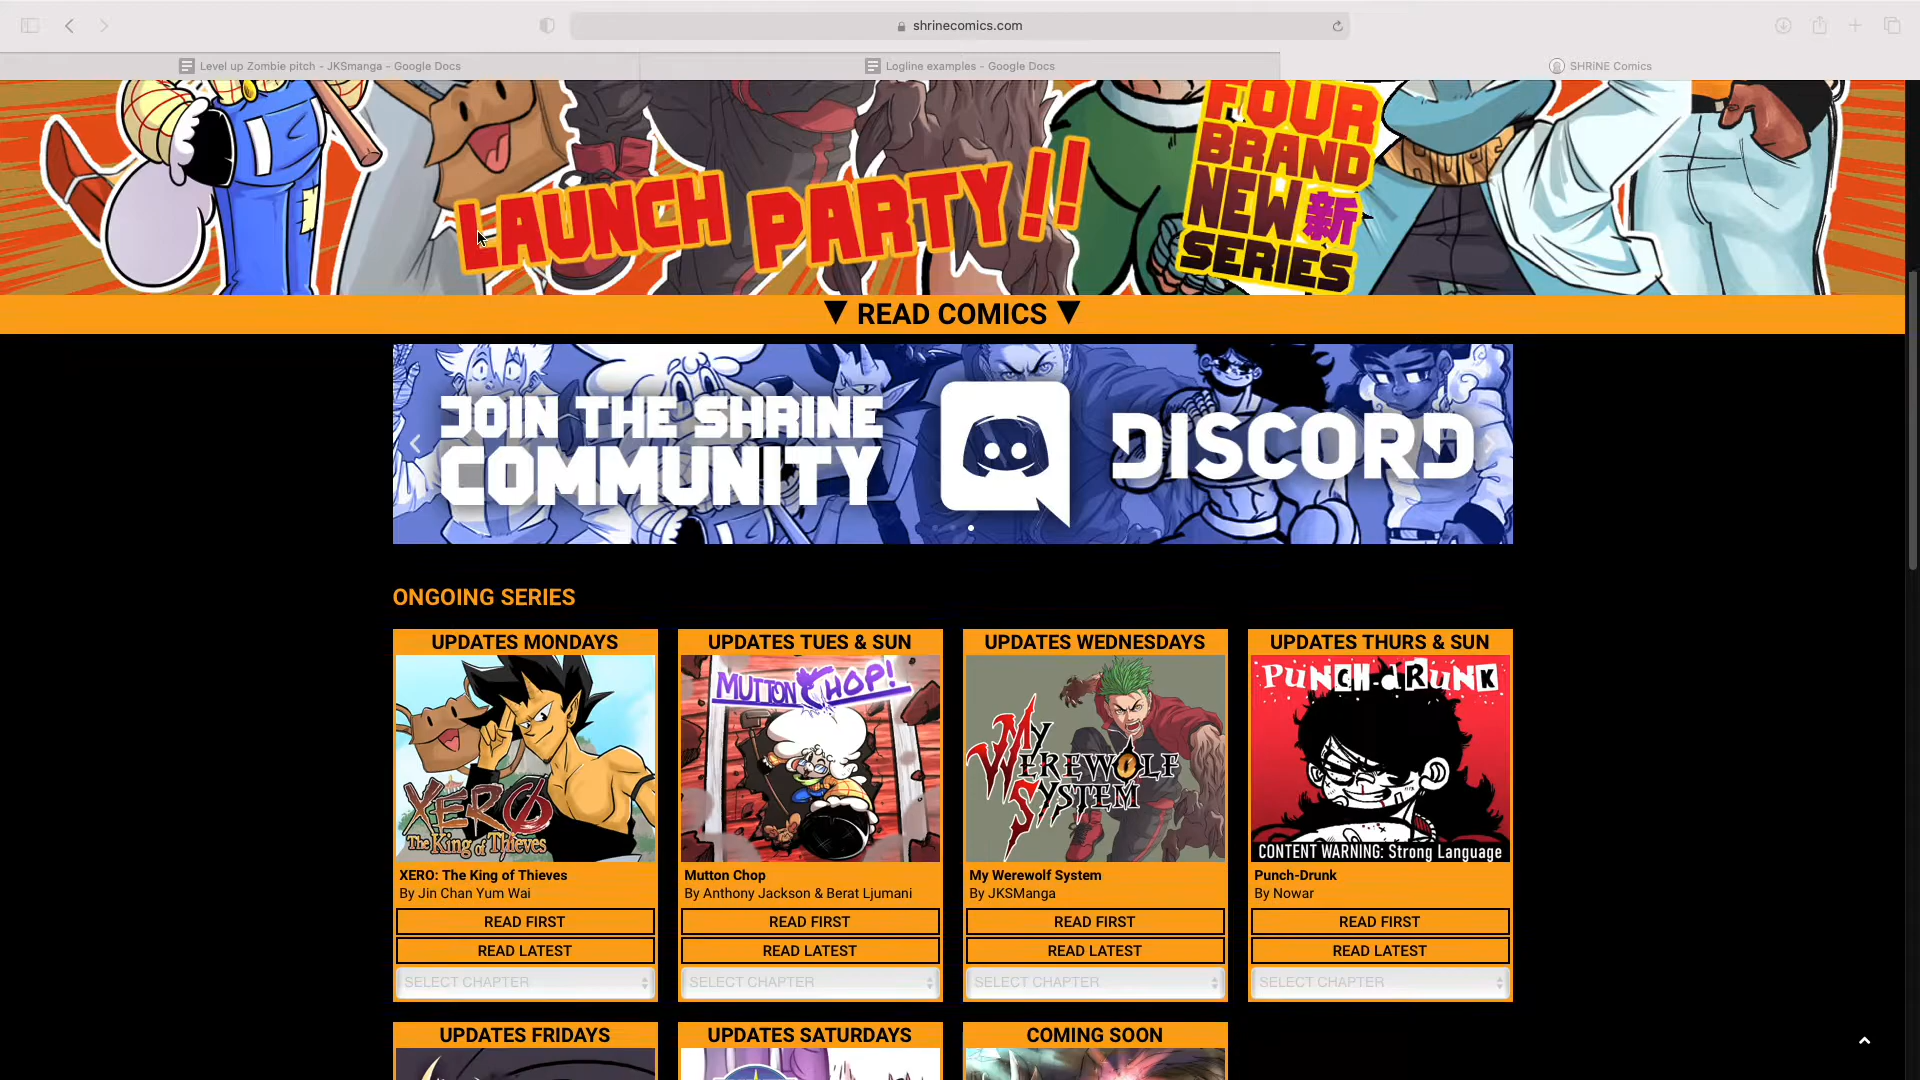 shrinecomics.com
Level up Zombie pitch - JKSmanga - Google Docs
Logline examples - Google Docs
SHRiNE Comics
LAUNCH PARTY!!
FOUR
BRAND
NEW 新
SERIES
▼ READ COMICS ▼
JOIN THE SHRINE
COMMUNITY
DISCORD
ONGOING SERIES
UPDATES MONDAYS
XERO
The King of Thieves
XERO: The King of Thieves
By Jin Chan Yum Wai
READ FIRST
READ LATEST
SELECT CHAPTER
UPDATES TUES & SUN
MUTTON CHOP!
Mutton Chop
By Anthony Jackson & Berat Ljumani
READ FIRST
READ LATEST
SELECT CHAPTER
UPDATES WEDNESDAYS
MY
WEREWOLF
SYSTEM
My Werewolf System
By JKSManga
READ FIRST
READ LATEST
SELECT CHAPTER
UPDATES THURS & SUN
PuNCH-dRuNK
CONTENT WARNING: Strong Language
Punch-Drunk
By Nowar
READ FIRST
READ LATEST
SELECT CHAPTER
UPDATES FRIDAYS
UPDATES SATURDAYS
COMING SOON